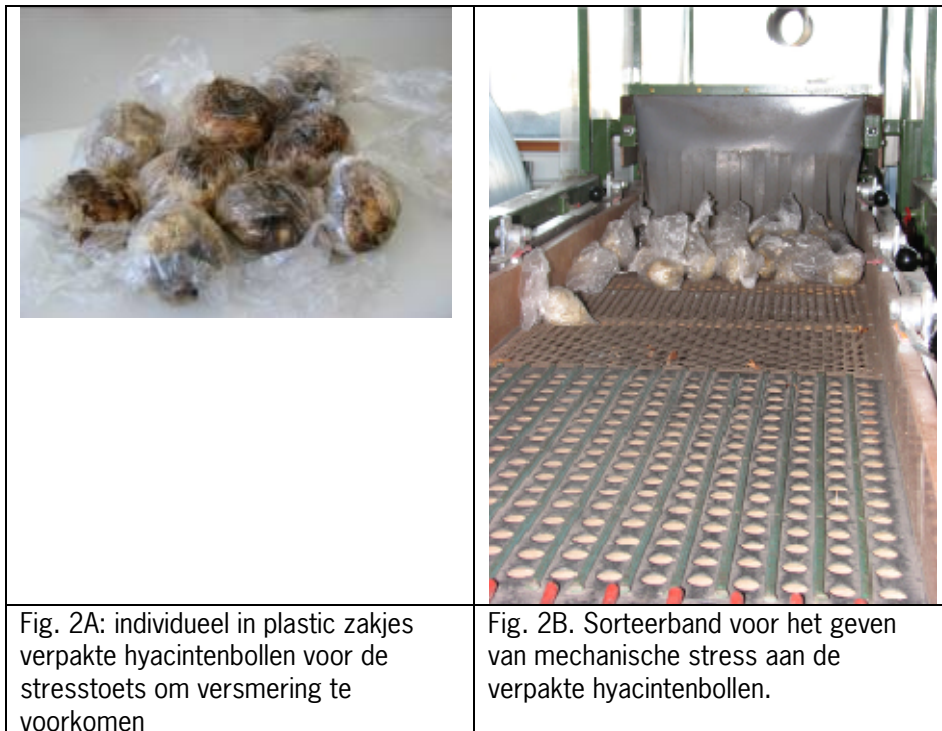 Fig. 2A: individueel in plastic zakjes
verpakte hyacintenbollen voor de
stresstoets om versmering te
voorkomen
Fig. 2B. Sorteerband voor het geven
van mechanische stress aan de
verpakte hyacintenbollen.